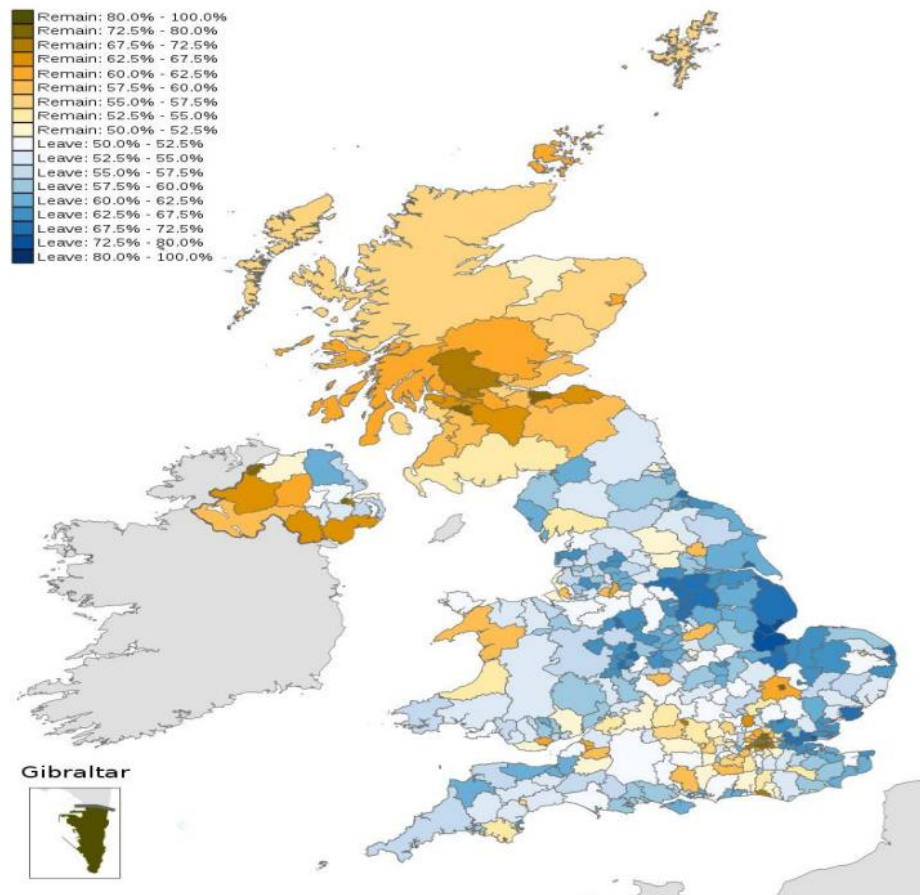 Remain: 80.0% - 100.0%
Remain: 72.5% - 80.0%
Remain: 67.5% - 72.5%
Remain: 62.5% - 67.5%
Remain: 60.0% - 62.5%
Remain: 57.5% - 60.0%
Remain: 55.0% - 57.5%
Remain: 52.5% - 55.0%
Remain: 50.0% - 52.5%
Leave: 50.0% - 52.5%
Leave: 52.5% - 55.0%
Leave: 55.0% - 57.5%
Leave: 57.5% - 60.0%
Leave: 60.0% - 62.5%
Leave: 62.5% - 67.5%
Leave: 67.5% - 72.5%
Leave: 72.5% - 80.0%
Leave: 80.0% - 100.0%
Gibraltar